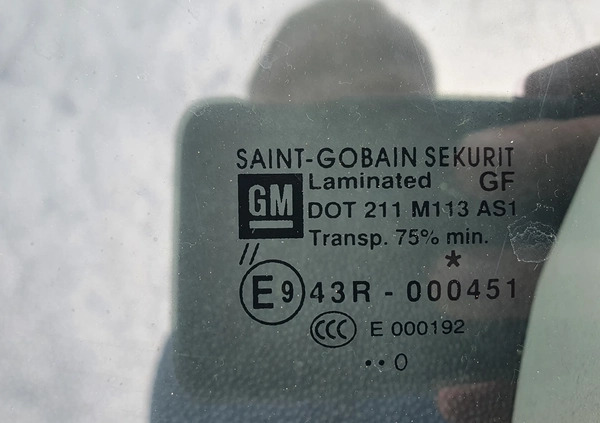 SAINT-GOBAIN SEKURIT
GM Laminated GF
DOT 211 M113 AS1
Transp. 75% min.
// *
E9 43R - 000451
CCC E 000192
•• 0